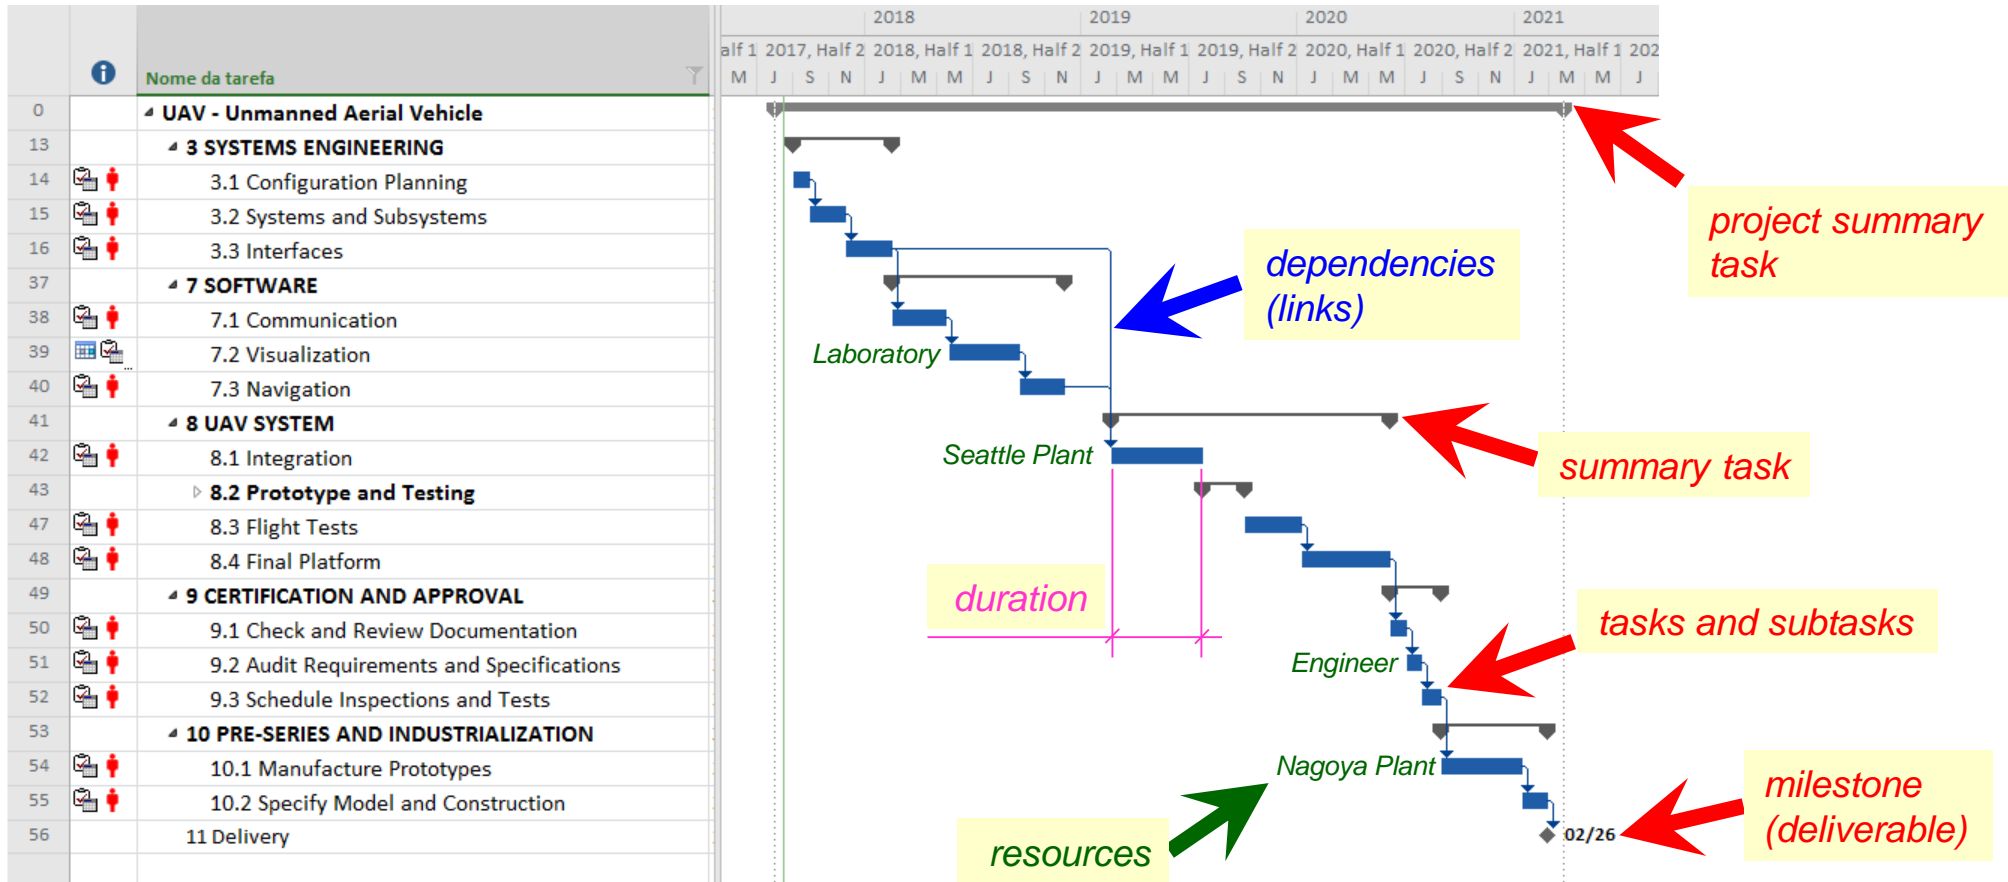 2018 2019 2020 2021
alf 1 2017, Half 2 2018, Half 1 2018, Half 2 2019, Half 1 2019, Half 2 2020, Half 1 2020, Half 2 2021, Half 1 202
Nome da tarefa M J S N J M M J S N J M M J S N J M M J S N J M M J
0 UAV - Unmanned Aerial Vehicle
13 3 SYSTEMS ENGINEERING
14 3.1 Configuration Planning
15 3.2 Systems and Subsystems
16 3.3 Interfaces
37 7 SOFTWARE
38 7.1 Communication
39 7.2 Visualization
40 7.3 Navigation
41 8 UAV SYSTEM
42 8.1 Integration
43 8.2 Prototype and Testing
47 8.3 Flight Tests
48 8.4 Final Platform
49 9 CERTIFICATION AND APPROVAL
50 9.1 Check and Review Documentation
51 9.2 Audit Requirements and Specifications
52 9.3 Schedule Inspections and Tests
53 10 PRE-SERIES AND INDUSTRIALIZATION
54 10.1 Manufacture Prototypes
55 10.2 Specify Model and Construction
56 11 Delivery
project summary
task
dependencies
(links)
Laboratory
Seattle Plant
summary task
duration
tasks and subtasks
Engineer
Nagoya Plant
resources
milestone
(deliverable)
02/26